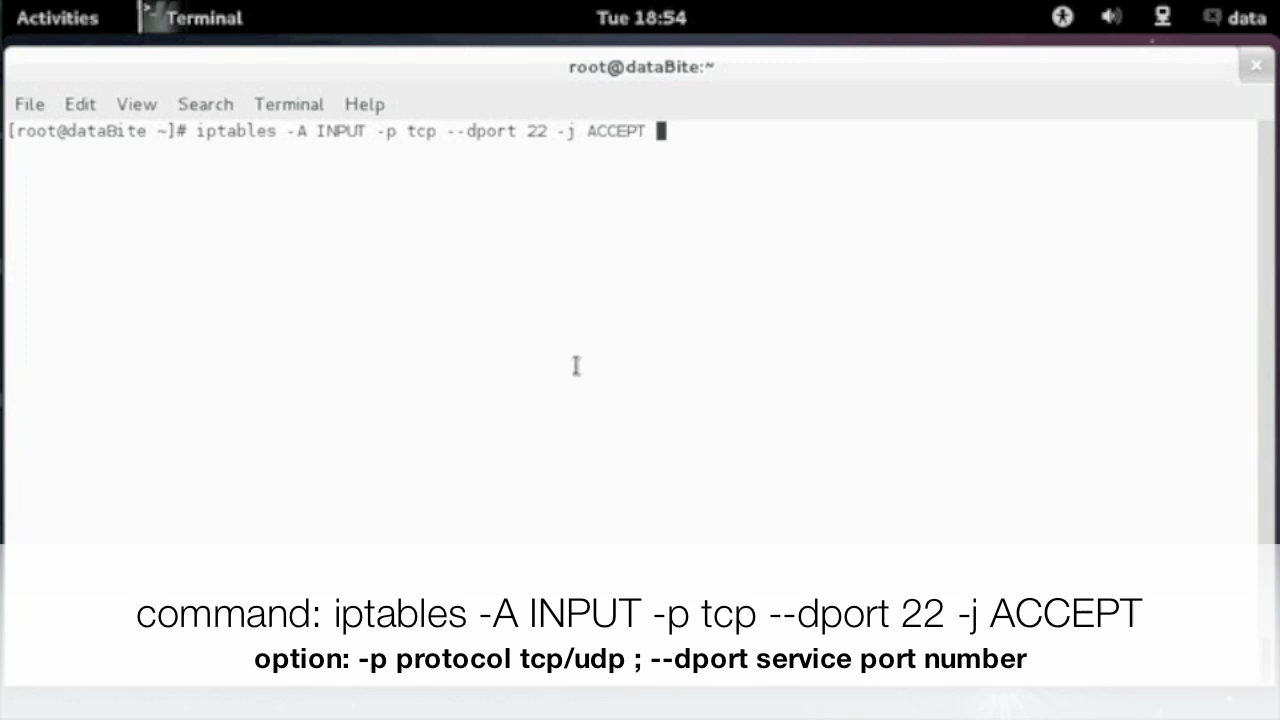 Activities Terminal Tue 18:54 data
root@dataBite:~
File Edit View Search Terminal Help
[root@dataBite ~]# iptables -A INPUT -p tcp --dport 22 -j ACCEPT
command: iptables -A INPUT -p tcp --dport 22 -j ACCEPT
option: -p protocol tcp/udp ; --dport service port number